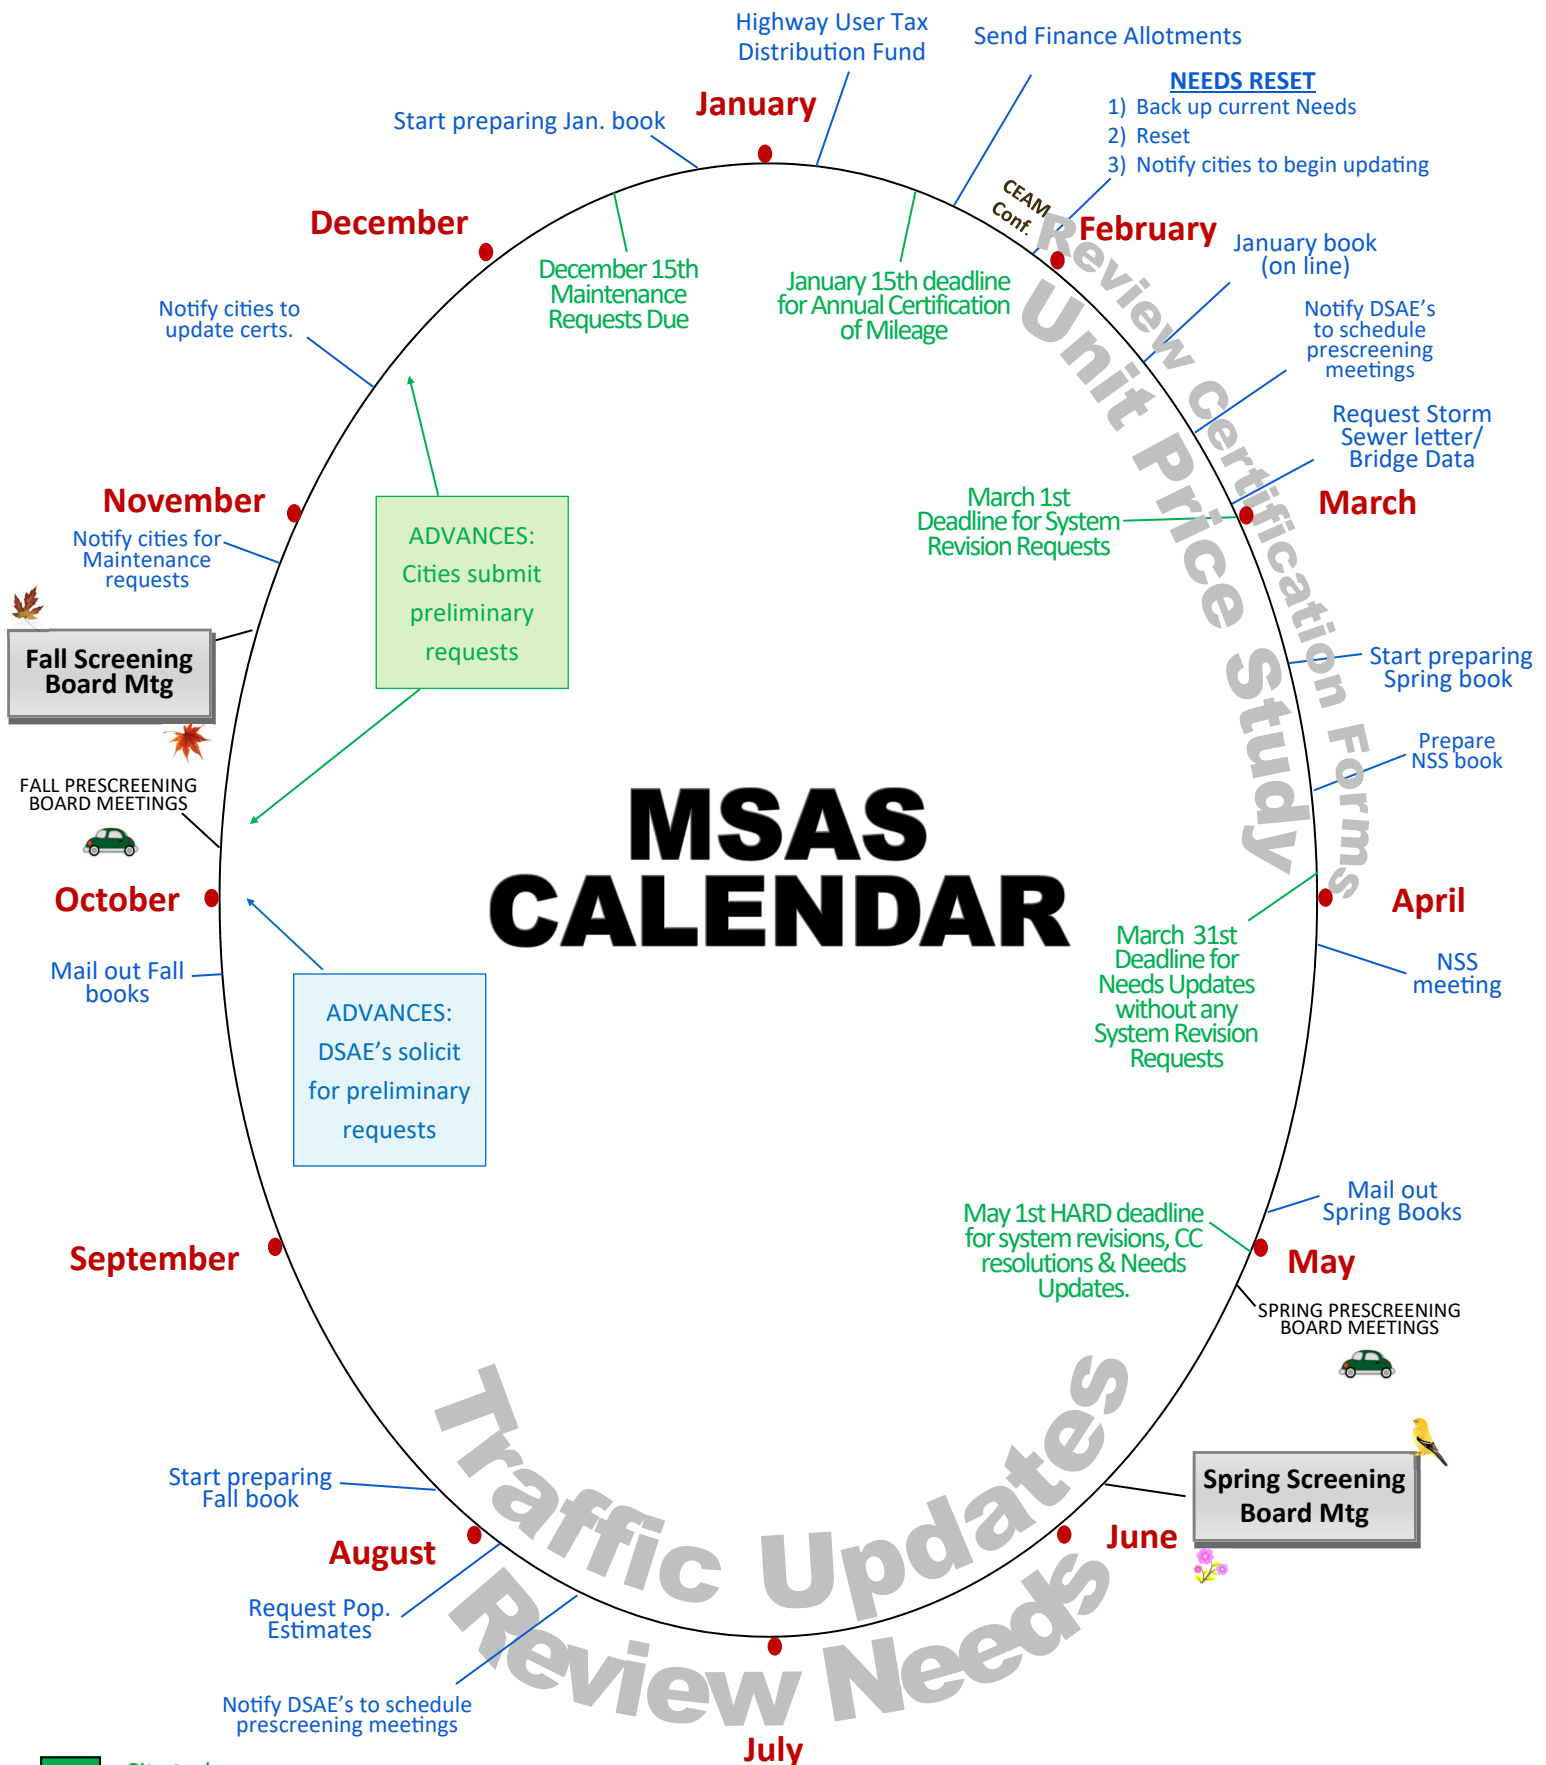 Highway User Tax
Distribution Fund
Send Finance Allotments
NEEDS RESET
1) Back up current Needs
2) Reset
3) Notify cities to begin updating
January
Start preparing Jan. book
CEAM
Conf.
December
February
December 15th
Maintenance
Requests Due
January 15th deadline
for Annual Certification
of Mileage
January book
(on line)
Review Certification Forms
Unit Price Study
Notify cities to
update certs.
Notify DSAE's
to schedule
prescreening
meetings
Request Storm
Sewer letter/
Bridge Data
November
March
March 1st
Deadline for System
Revision Requests
Notify cities for
Maintenance
requests
ADVANCES:
Cities submit
preliminary
requests
Fall Screening
Board Mtg
Start preparing
Spring book
Prepare
NSS book
FALL PRESCREENING
BOARD MEETINGS
MSAS
CALENDAR
October
April
March 31st
Deadline for
Needs Updates
without any
System Revision
Requests
NSS
meeting
Mail out Fall
books
ADVANCES:
DSAE’s solicit
for preliminary
requests
Mail out
Spring Books
May 1st HARD deadline
for system revisions, CC
resolutions & Needs
Updates.
September
May
SPRING PRESCREENING
BOARD MEETINGS
Traffic Updates
Review Needs
Start preparing
Fall book
Spring Screening
Board Mtg
August
June
Request Pop.
Estimates
Notify DSAE's to schedule
prescreening meetings
July